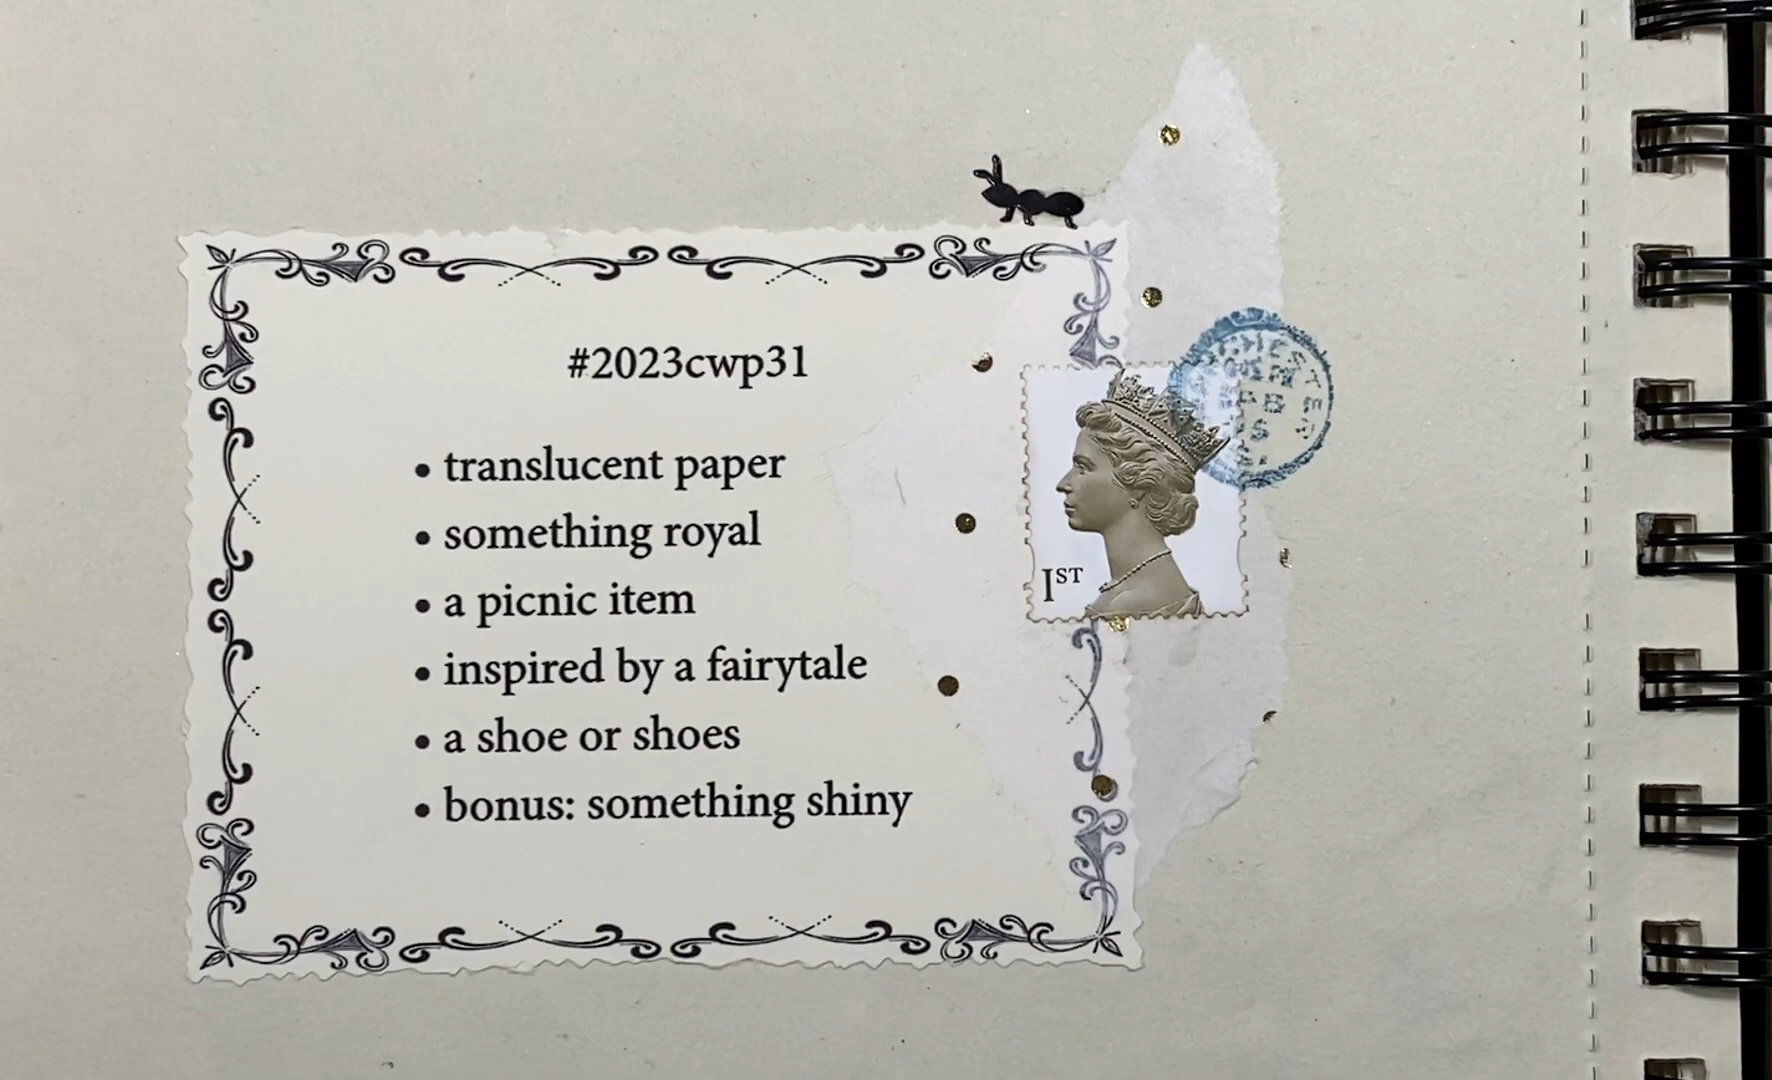 #2023cwp31
• translucent paper
• something royal
• a picnic item
• inspired by a fairytale
• a shoe or shoes
• bonus: something shiny
1ST